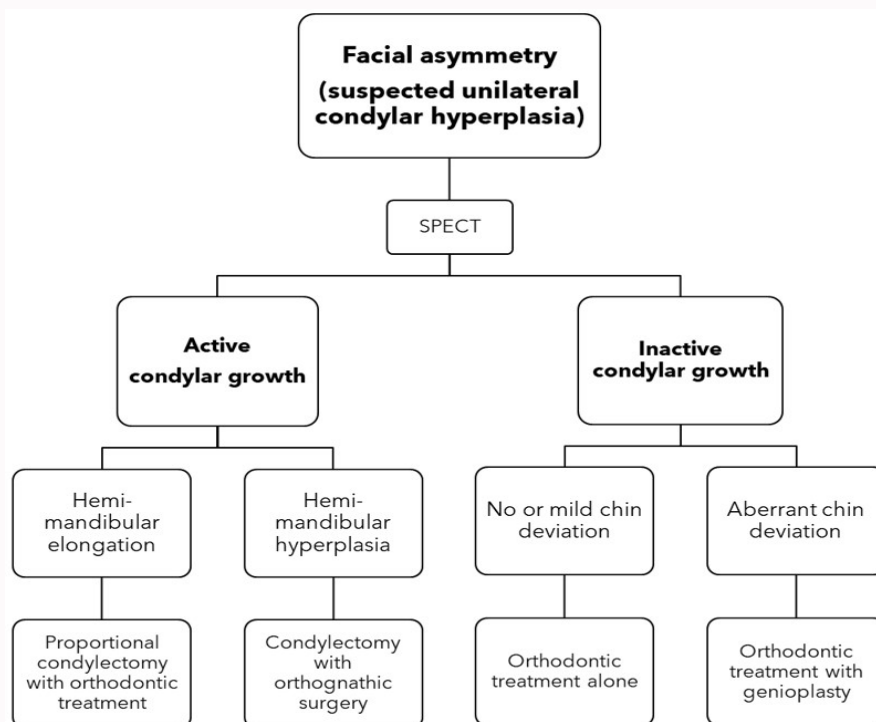 Facial asymmetry
(suspected unilateral
condylar hyperplasia)
SPECT
Active
condylar growth
Inactive
condylar growth
Hemi-
mandibular
elongation
Hemi-
mandibular
hyperplasia
No or mild chin
deviation
Aberrant chin
deviation
Proportional
condylectomy
with orthodontic
treatment
Condylectomy
with
orthognathic
surgery
Orthodontic
treatment alone
Orthodontic
treatment with
genioplasty